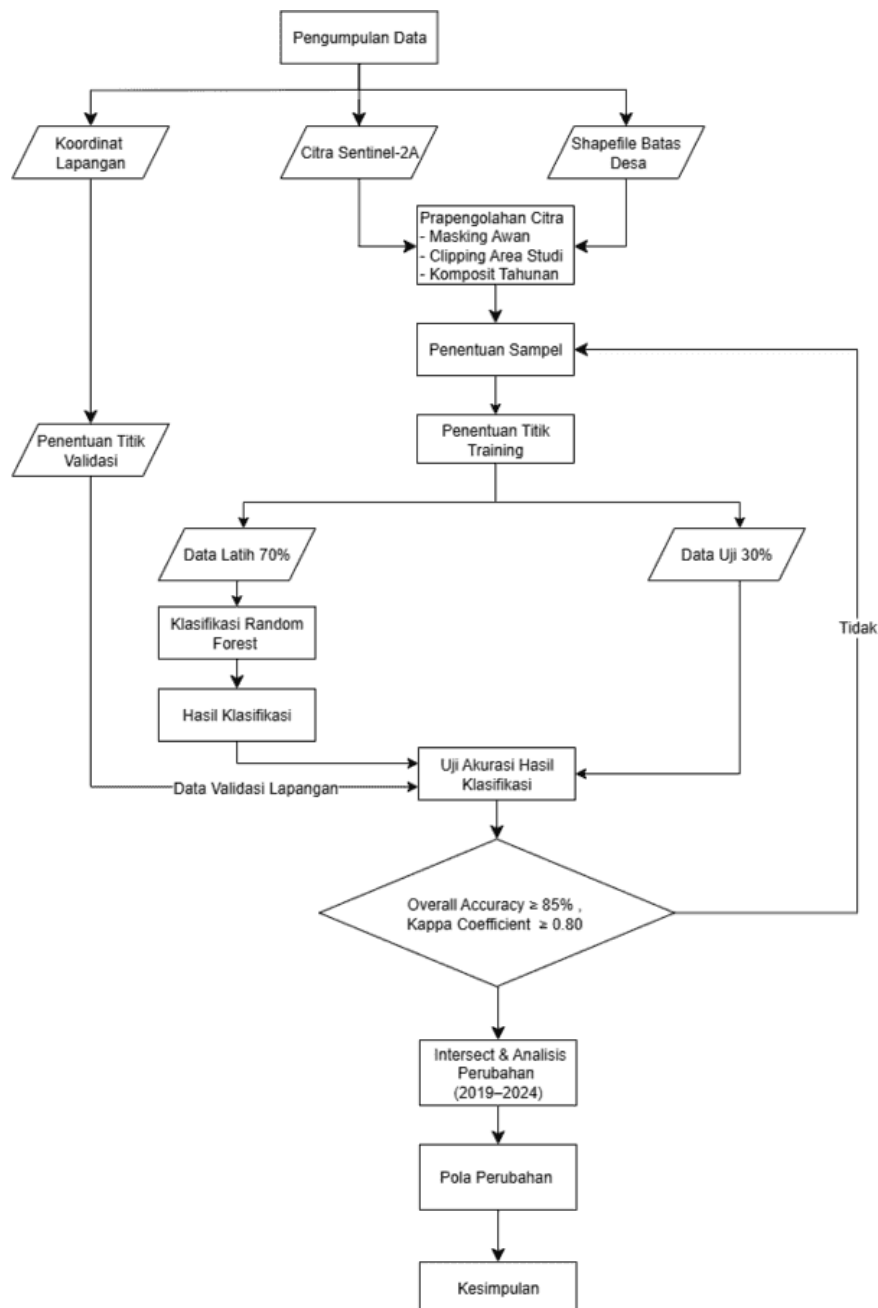 Pengumpulan Data
Koordinat
Lapangan
Citra Sentinel-2A
Shapefile Batas
Desa
Prapengolahan Citra
- Masking Awan
- Clipping Area Studi
- Komposit Tahunan
Penentuan Sampel
Penentuan Titik
Training
Penentuan Titik
Validasi
Data Latih 70%
Data Uji 30%
Klasifikasi Random
Forest
Tidak
Hasil Klasifikasi
Uji Akurasi Hasil
Klasifikasi
Data Validasi Lapangan
Overall Accuracy ≥ 85% ,
Kappa Coefficient ≥ 0.80
Intersect & Analisis
Perubahan
(2019–2024)
Pola Perubahan
Kesimpulan